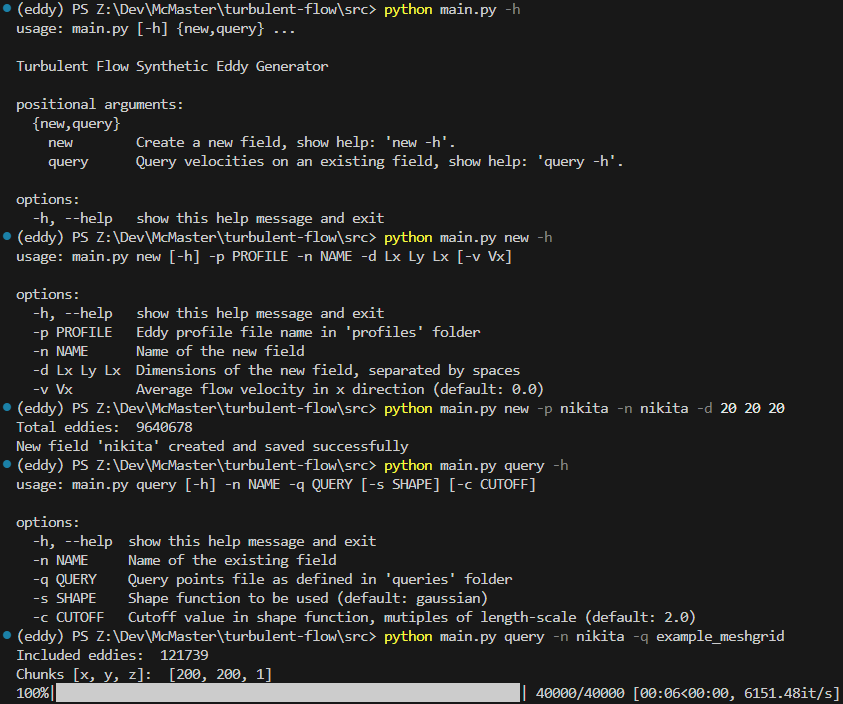 (eddy) PS Z:\Dev\McMaster\turbulent-flow\src> python main.py -h
usage: main.py [-h] {new,query} ...

Turbulent Flow Synthetic Eddy Generator

positional arguments:
  {new,query}
    new        Create a new field, show help: 'new -h'.
    query      Query velocities on an existing field, show help: 'query -h'.

options:
  -h, --help   show this help message and exit
(eddy) PS Z:\Dev\McMaster\turbulent-flow\src> python main.py new -h
usage: main.py new [-h] -p PROFILE -n NAME -d Lx Ly Lx [-v Vx]

options:
  -h, --help   show this help message and exit
  -p PROFILE   Eddy profile file name in 'profiles' folder
  -n NAME      Name of the new field
  -d Lx Ly Lx  Dimensions of the new field, separated by spaces
  -v Vx        Average flow velocity in x direction (default: 0.0)
(eddy) PS Z:\Dev\McMaster\turbulent-flow\src> python main.py new -p nikita -n nikita -d 20 20 20
Total eddies:  9640678
New field 'nikita' created and saved successfully
(eddy) PS Z:\Dev\McMaster\turbulent-flow\src> python main.py query -h
usage: main.py query [-h] -n NAME -q QUERY [-s SHAPE] [-c CUTOFF]

options:
  -h, --help  show this help message and exit
  -n NAME     Name of the existing field
  -q QUERY    Query points file as defined in 'queries' folder
  -s SHAPE    Shape function to be used (default: gaussian)
  -c CUTOFF   Cutoff value in shape function, mutiples of length-scale (default: 2.0)
(eddy) PS Z:\Dev\McMaster\turbulent-flow\src> python main.py query -n nikita -q example_meshgrid
Included eddies:  121739
Chunks [x, y, z]:  [200, 200, 1]
100%| | 40000/40000 [00:06<00:00, 6151.48it/s]